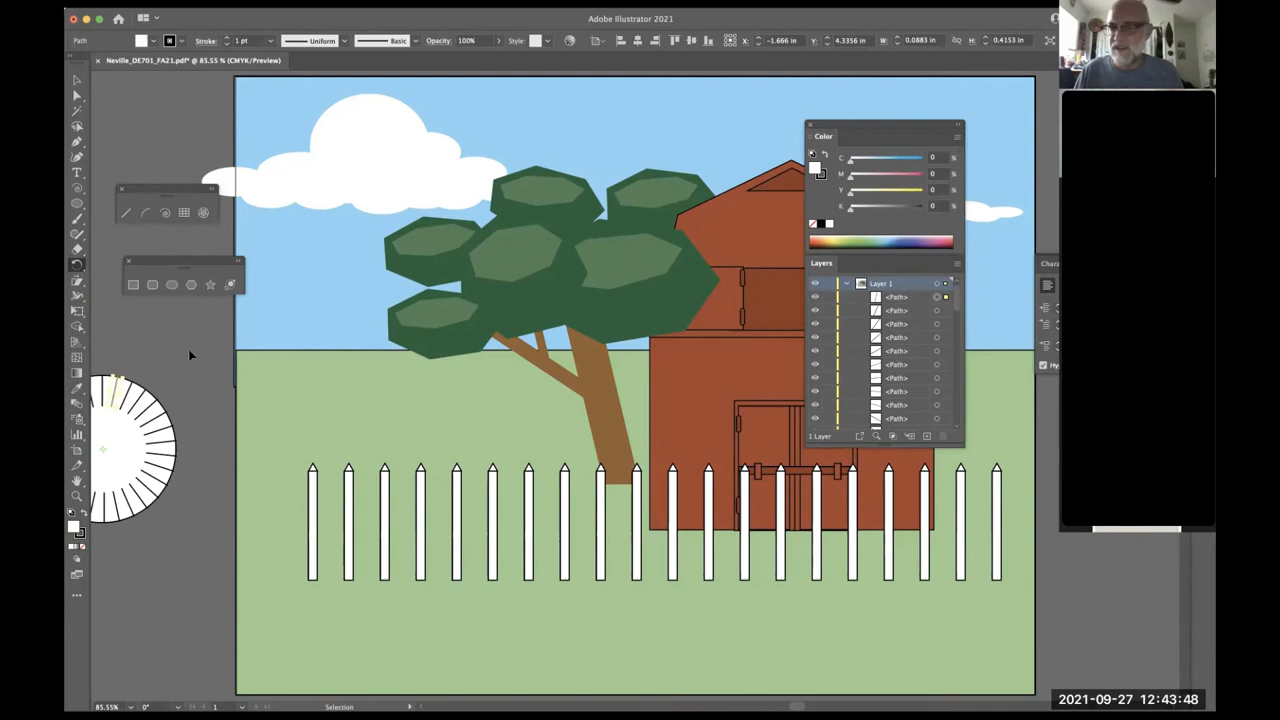 Adobe Illustrator 2021
Path
Stroke:
1 pt
Uniform
Basic
Opacity:
100%
Style:
X:
-1.666 in
Y:
4.3356 in
W:
0.0883 in
H:
0.4153 in
Neville_DE701_FA21.pdf* @ 85.55 % (CMYK/Preview)
Color
C
0
%
M
0
%
Y
0
%
K
0
%
Layers
Layer 1
<Path>
<Path>
<Path>
<Path>
<Path>
<Path>
<Path>
<Path>
<Path>
<Path>
1 Layer
Chara
Hy
85.55%
0°
1
Selection
2021-09-27 12:43:48